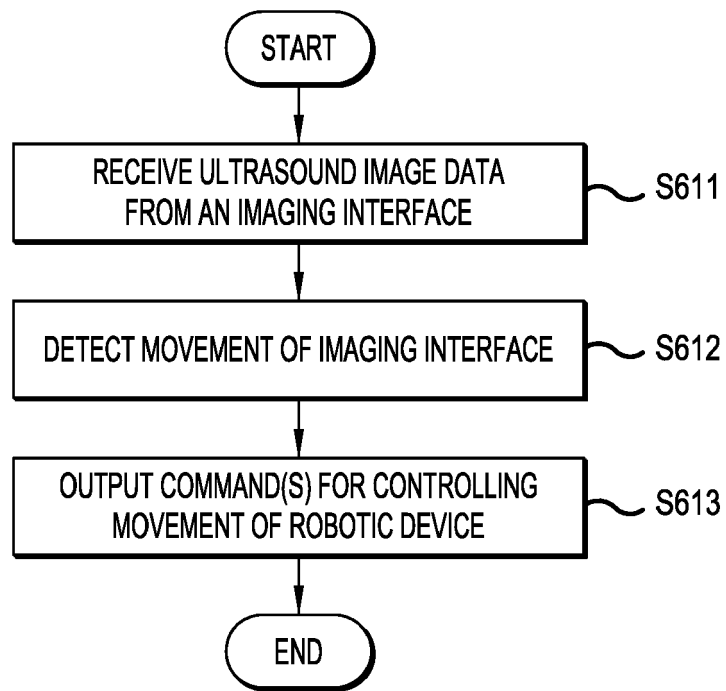 START
RECEIVE ULTRASOUND IMAGE DATA
FROM AN IMAGING INTERFACE
S611
DETECT MOVEMENT OF IMAGING INTERFACE
S612
OUTPUT COMMAND(S) FOR CONTROLLING
MOVEMENT OF ROBOTIC DEVICE
S613
END